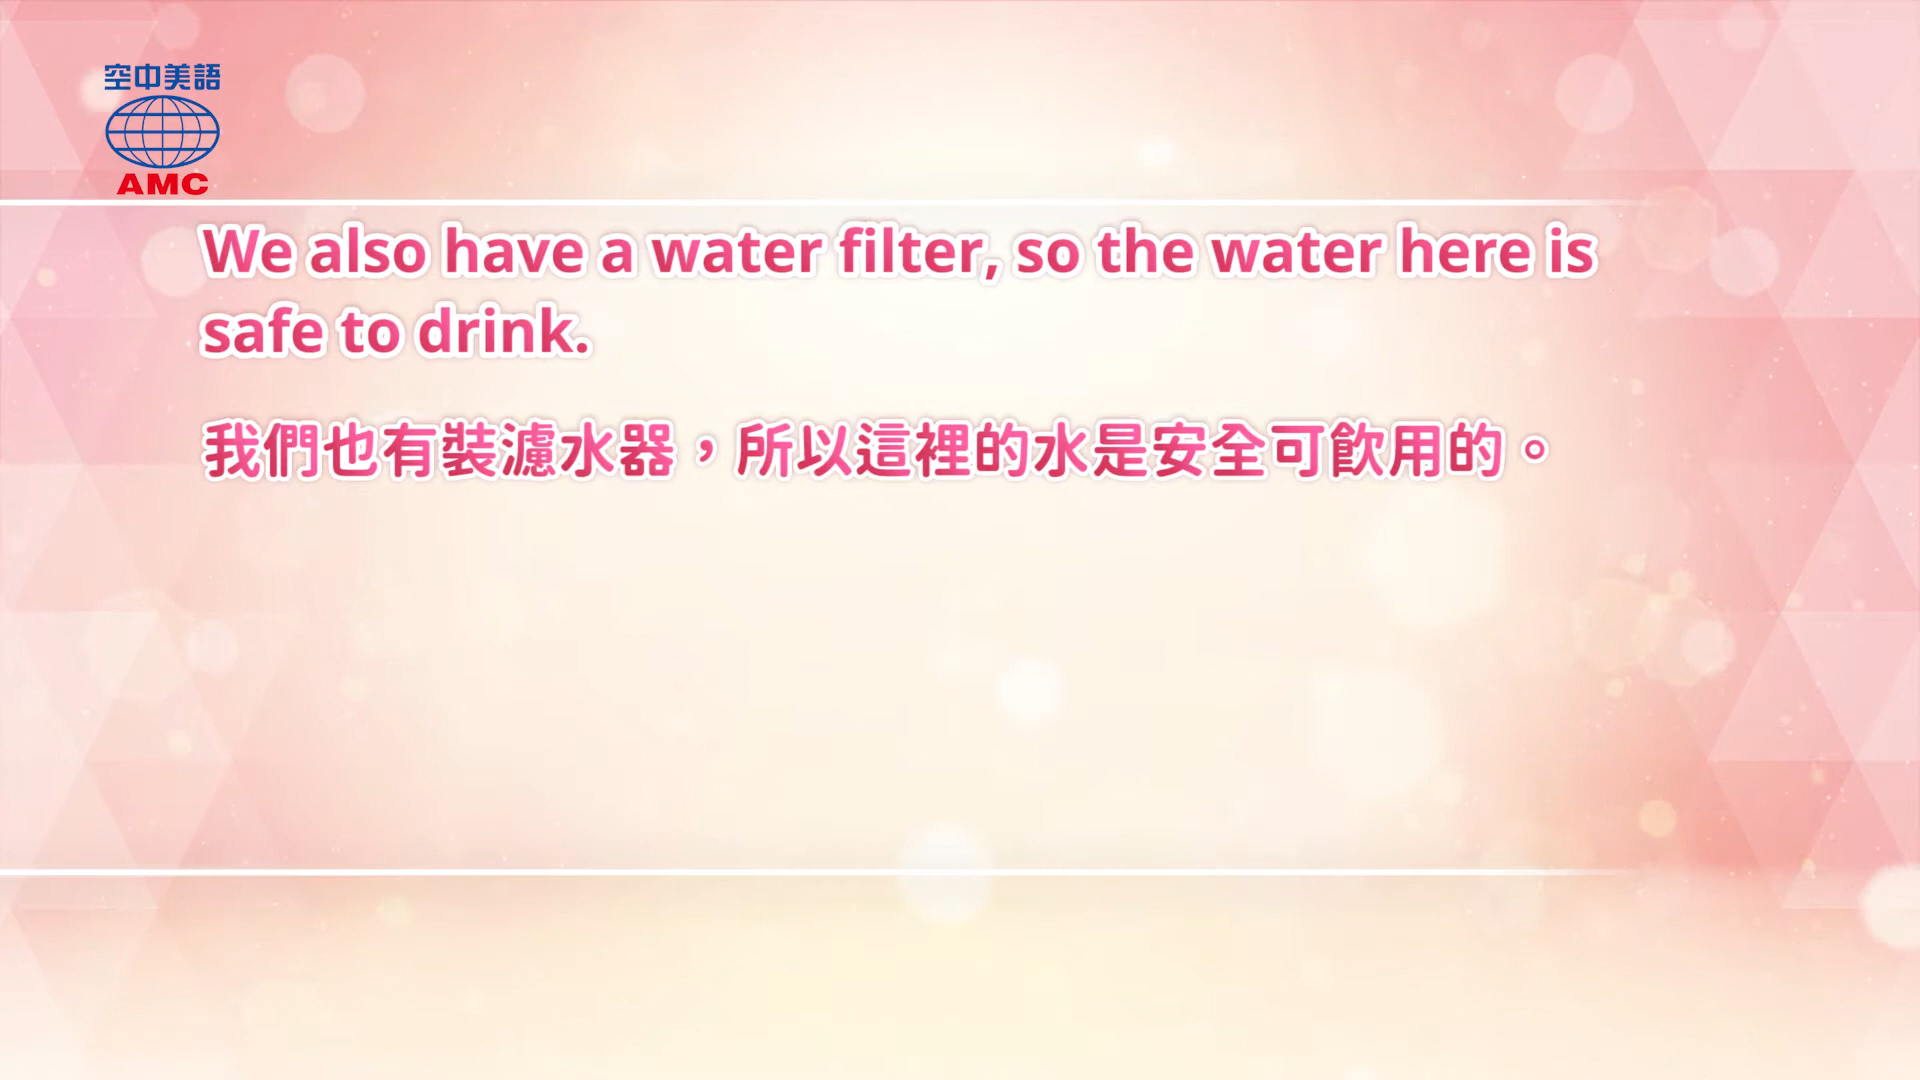 空中美語
AMC
We also have a water filter, so the water here is
safe to drink.
我們也有裝濾水器，所以這裡的水是安全可飲用的。